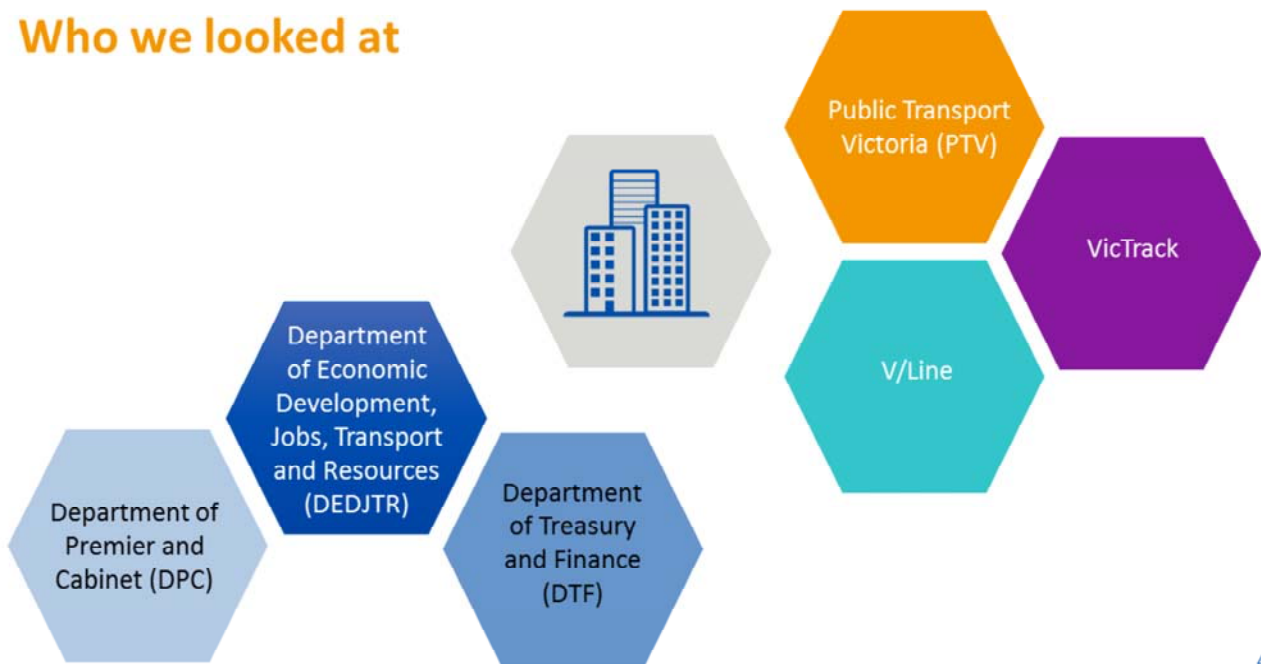 Who we looked at
Public Transport
Victoria (PTV)
VicTrack
V/Line
Department
of Economic
Development,
Jobs, Transport
and Resources
(DEDJTR)
Department of
Premier and
Cabinet (DPC)
Department
of Treasury
and Finance
(DTF)